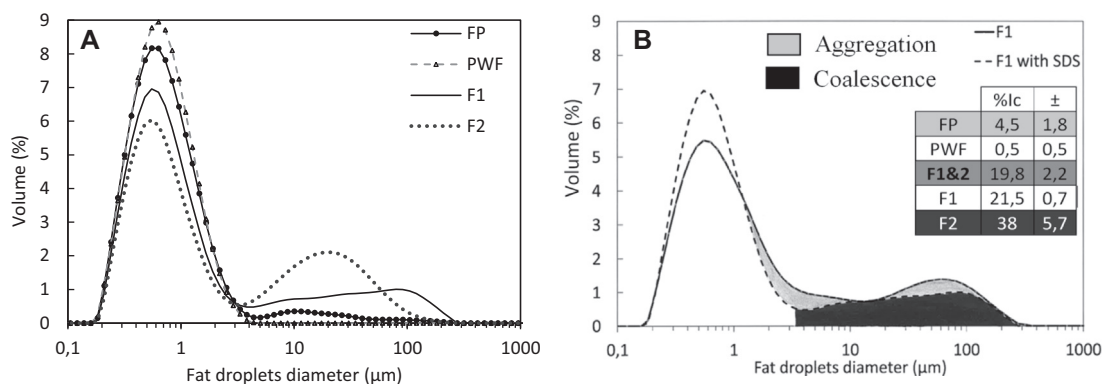 A
FP
PWF
F1
F2
Volume (%)
9
8
7
6
5
4
3
2
1
0
0,1 1 10 100 1000
Fat droplets diameter (µm)
B
Aggregation
Coalescence
F1
F1 with SDS
%Ic ±
FP 4,5 1,8
PWF 0,5 0,5
F1&2 19,8 2,2
F1 21,5 0,7
F2 38 5,7
Volume (%)
9
8
7
6
5
4
3
2
1
0
0,1 1 10 100 1000
Fat droplets diameter (µm)